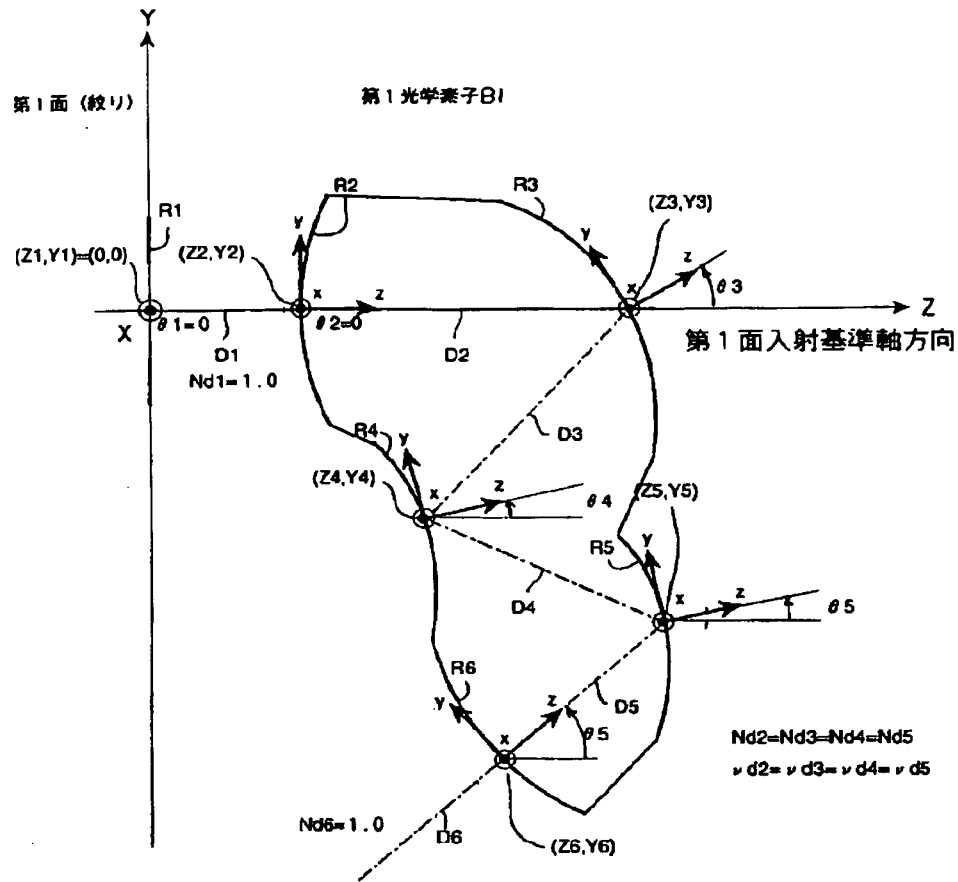 Y
第1面 (絞り)
第1光学素子B1
R1
R2
R3
(Z3,Y3)
(Z1,Y1)=(0,0)
(Z2,Y2)
y
y
z
x
z
x
θ3
Z
X
θ1=0
θ2=0
D1
D2
第1面入射基準軸方向
Nd1=1.0
R4
D3
y
(Z4,Y4)
x
z
θ4
(Z5,Y5)
R5
y
D4
x
z
θ5
R6
y
x
z
D5
θ5
Nd2=Nd3=Nd4=Nd5
νd2=νd3=νd4=νd5
Nd6=1.0
D6
(Z6,Y6)